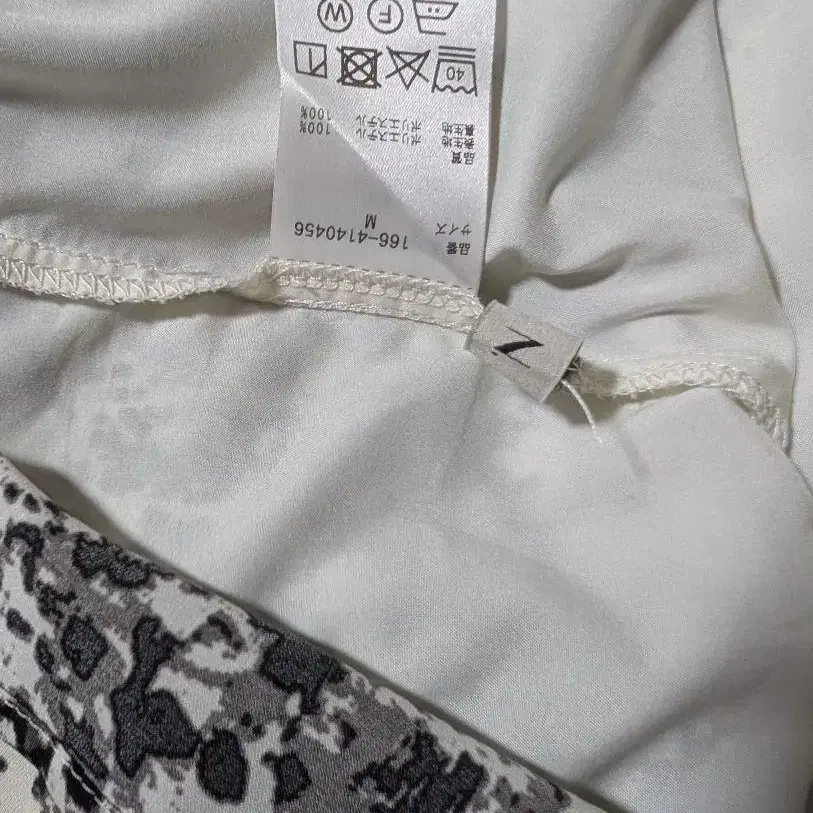 品番 166-4140456
サイズ M
品質
表生地 ポリエステル 100%
裏生地 ポリエステル 100%
40
F W